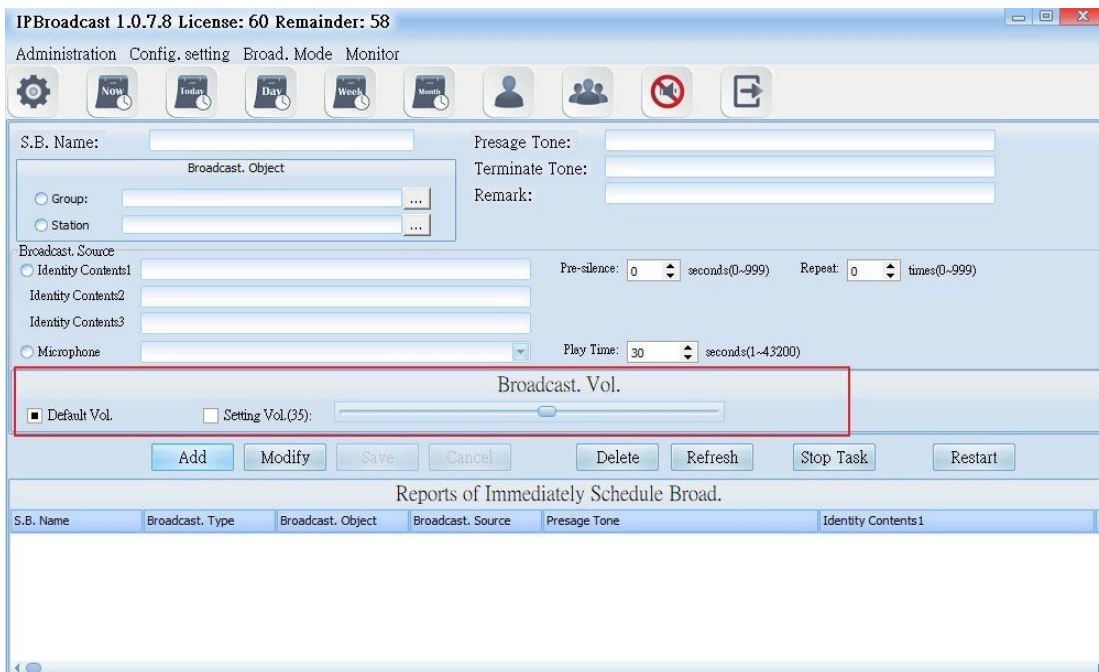 IPBroadcast 1.0.7.8 License: 60 Remainder: 58
Administration Config. setting Broad. Mode Monitor
Now Today Day Week Month
S.B. Name: Presage Tone:
Broadcast. Object Terminate Tone:
Group: ... Remark:
Station ...
Broadcast. Source
Identity Contents1 Pre-silence: 0 seconds(0~999) Repeat: 0 times(0~999)
Identity Contents2
Identity Contents3
Microphone Play Time: 30 seconds(1~43200)
Broadcast. Vol.
Default Vol. Setting Vol.(35):
Add Modify Save Cancel Delete Refresh Stop Task Restart
Reports of Immediately Schedule Broad.
S.B. Name Broadcast. Type Broadcast. Object Broadcast. Source Presage Tone Identity Contents1